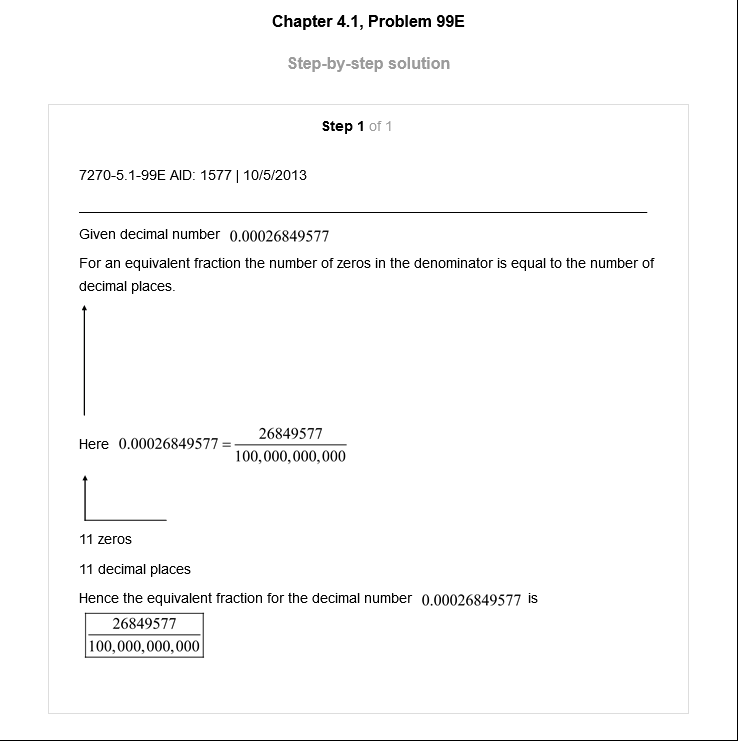 Chapter 4.1, Problem 99E
Step-by-step solution
Step 1 of 1
7270-5.1-99E AID: 1577 | 10/5/2013
Given decimal number 0.00026849577
For an equivalent fraction the number of zeros in the denominator is equal to the number of
decimal places.
Here 0.00026849577 = 26849577
100,000,000,000
11 zeros
11 decimal places
Hence the equivalent fraction for the decimal number 0.00026849577 is
26849577
100,000,000,000